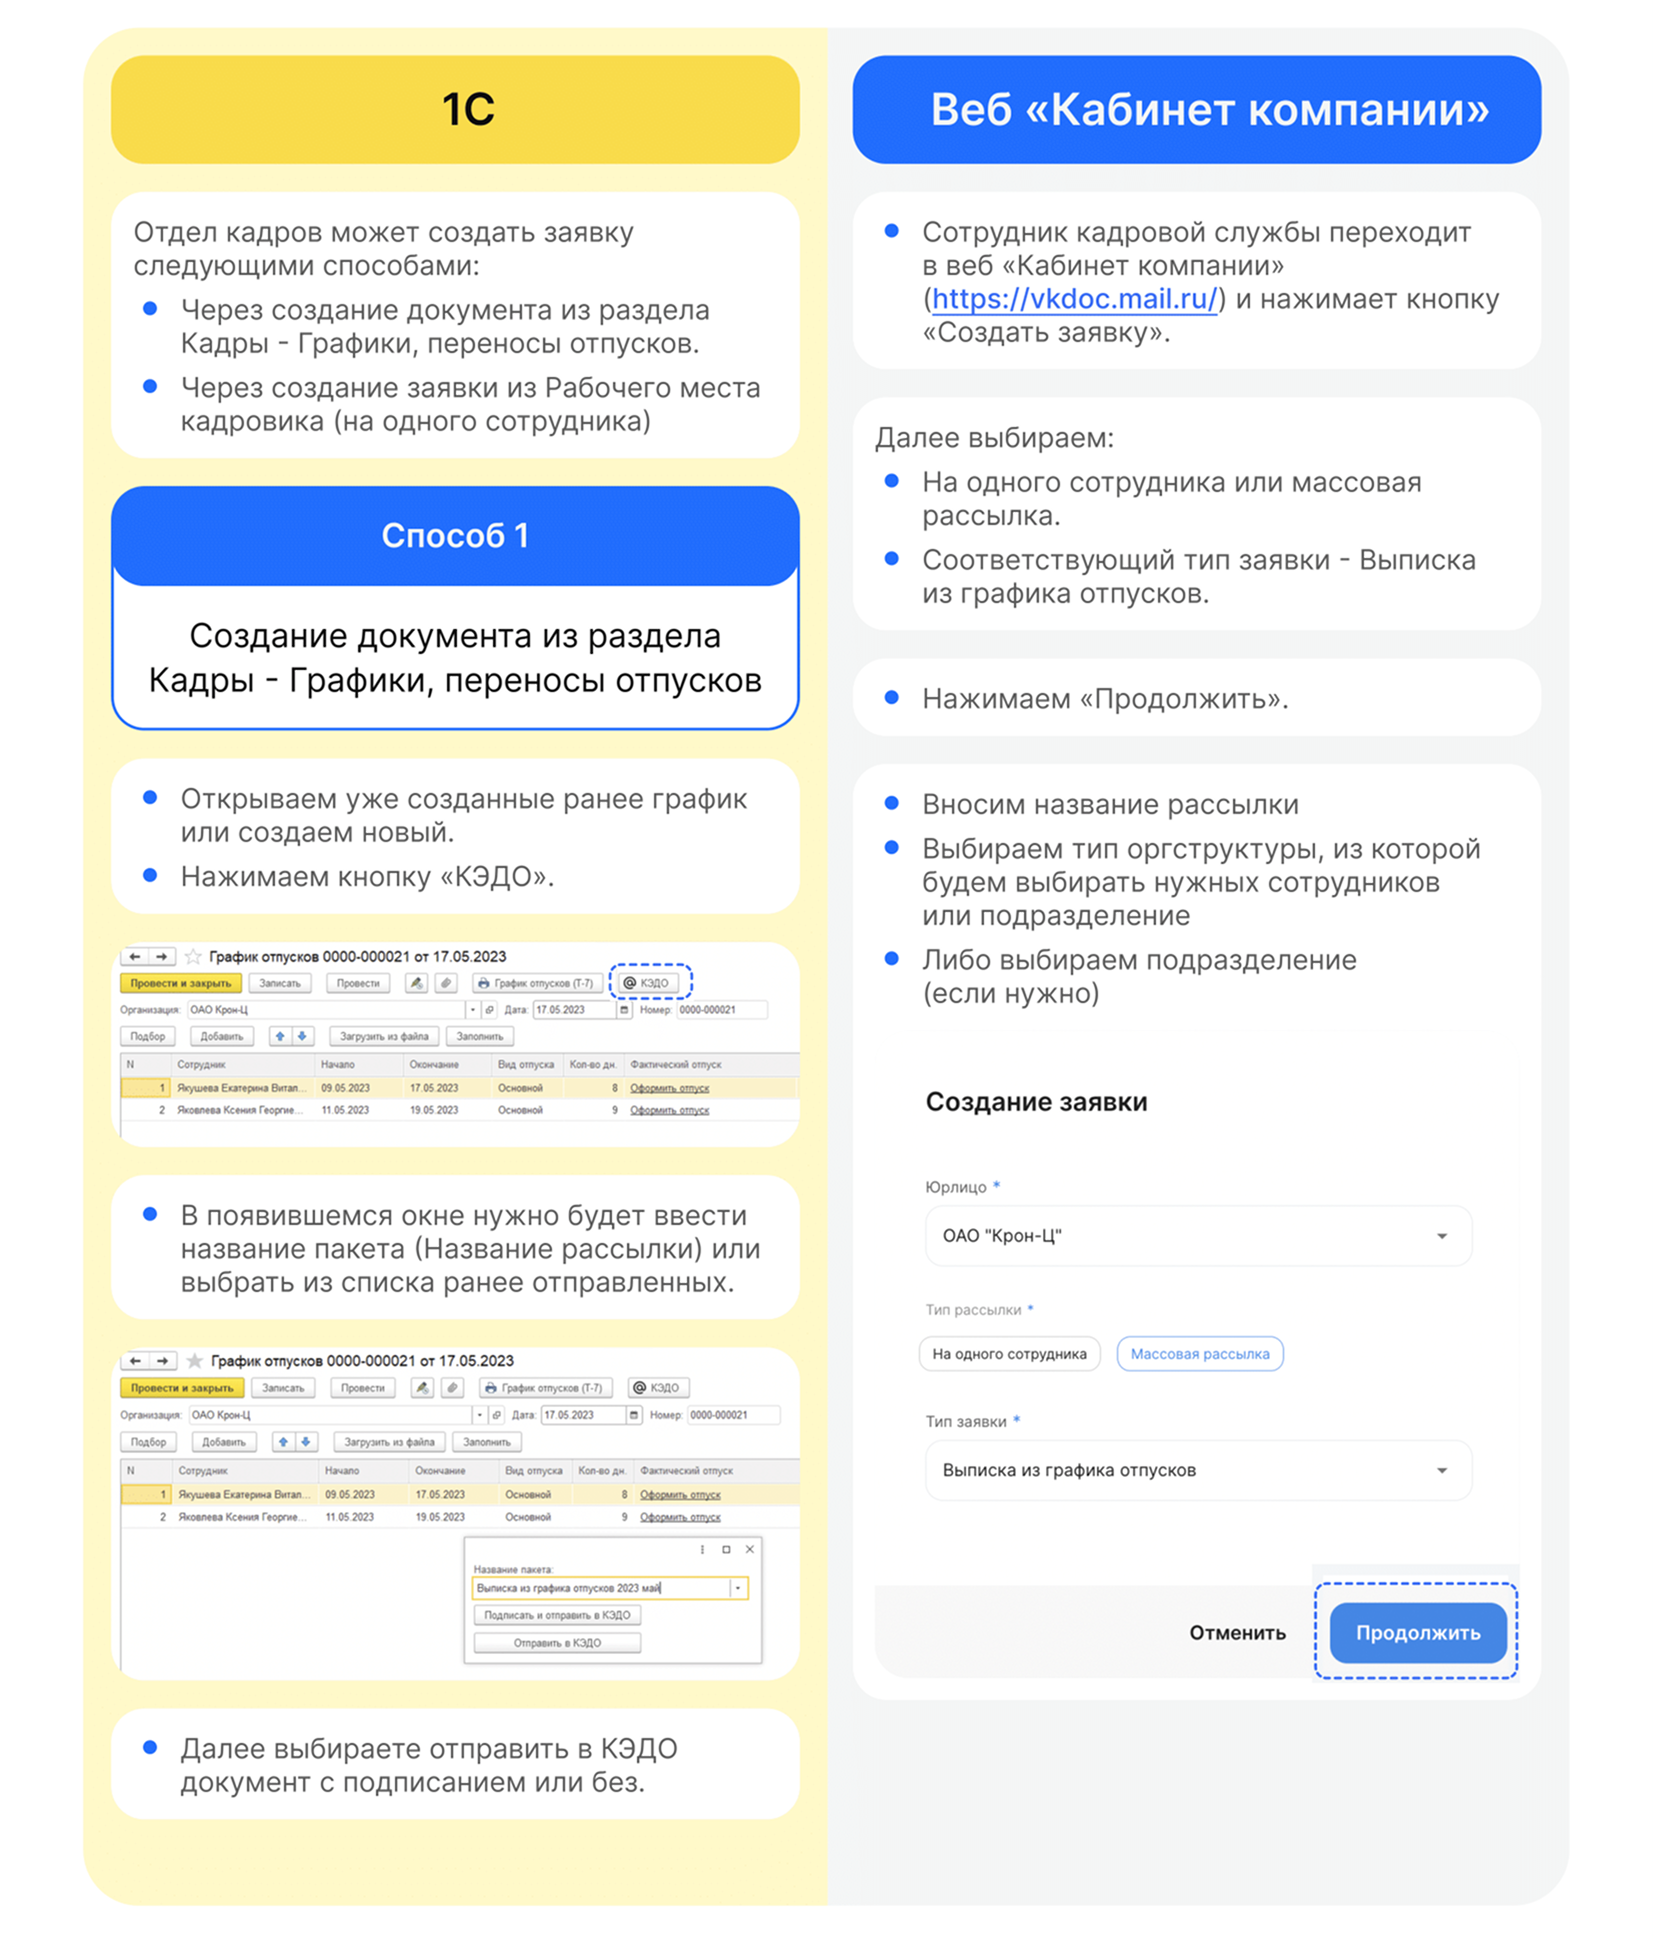 1С
Отдел кадров может создать заявку
следующими способами:
Через создание документа из раздела
Кадры - Графики, переносы отпусков.
Через создание заявки из Рабочего места
кадровика (на одного сотрудника)
Способ 1
Создание документа из раздела
Кадры - Графики, переносы отпусков
Открываем уже созданные ранее график
или создаем новый.
Нажимаем кнопку «КЭДО».
График отпусков 0000-000021 от 17.05.2023
Провести и закрыть Записать Провести График отпусков (Т-7) КЭДО
Организация: ОАО Крон-Ц Дата: 17.05.2023 Номер: 0000-000021
Подбор Добавить Загрузить из файла Заполнить
N Сотрудник Начало Окончание Вид отпуска Кол-во дн. Фактический отпуск
1 Якушева Екатерина Витал... 09.05.2023 17.05.2023 Основной 8 Оформить отпуск
2 Яковлева Ксения Георгие... 11.05.2023 19.05.2023 Основной 9 Оформить отпуск
В появившемся окне нужно будет ввести
название пакета (Название рассылки) или
выбрать из списка ранее отправленных.
График отпусков 0000-000021 от 17.05.2023
Провести и закрыть Записать Провести График отпусков (Т-7) КЭДО
Организация: ОАО Крон-Ц Дата: 17.05.2023 Номер: 0000-000021
Подбор Добавить Загрузить из файла Заполнить
N Сотрудник Начало Окончание Вид отпуска Кол-во дн. Фактический отпуск
1 Якушева Екатерина Витал... 09.05.2023 17.05.2023 Основной 8 Оформить отпуск
2 Яковлева Ксения Георгие... 11.05.2023 19.05.2023 Основной 9 Оформить отпуск
Название пакета:
Выписка из графика отпусков 2023 май
Подписать и отправить в КЭДО
Отправить в КЭДО
Далее выбираете отправить в КЭДО
документ с подписанием или без.
Веб «Кабинет компании»
Сотрудник кадровой службы переходит
в веб «Кабинет компании»
(https://vkdoc.mail.ru/) и нажимает кнопку
«Создать заявку».
Далее выбираем:
На одного сотрудника или массовая
рассылка.
Соответствующий тип заявки - Выписка
из графика отпусков.
Нажимаем «Продолжить».
Вносим название рассылки
Выбираем тип оргструктуры, из которой
будем выбирать нужных сотрудников
или подразделение
Либо выбираем подразделение
(если нужно)
Создание заявки
Юрлицо *
ОАО "Крон-Ц"
Тип рассылки *
На одного сотрудника Массовая рассылка
Тип заявки *
Выписка из графика отпусков
Отменить Продолжить